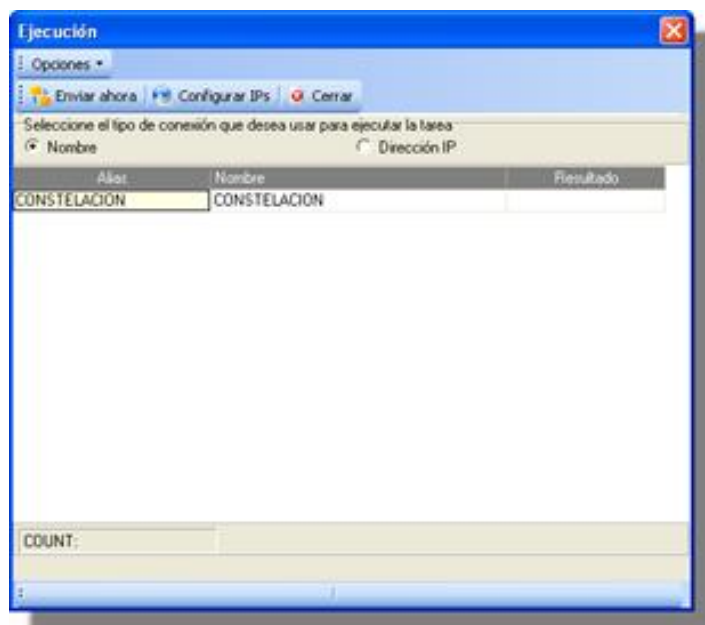 Ejecución
Opciones
Enviar ahora Configurar IPs Cerrar
Seleccione el tipo de conexión que desea usar para ejecutar la tarea
Nombre Dirección IP
Alias Nombre Resultado
CONSTELACION CONSTELACION
COUNT: